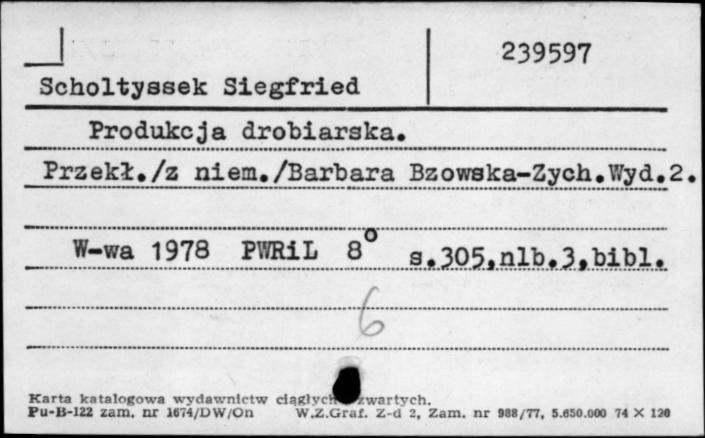 239597
Scholtyssek Siegfried
Produkcja drobiarska.
Przekł./z niem./Barbara Bzowska-Zych.Wyd.2.
W-wa 1978 PWRiL 8° s.305,nlb.3,bibl.
6
Karta katalogowa wydawnictw ciągłych zwartych.
Pu-B-122 zam. nr 1674/DW/On W.Z.Graf. Z-d 2, Zam. nr 988/77, 5.650.000 74 X 120